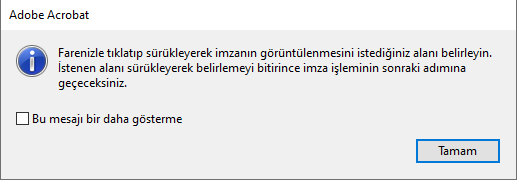 Adobe Acrobat
Farenizle tıklatıp sürükleyerek imzanın görüntülenmesini istediğiniz alanı belirleyin.
İstenen alanı sürükleyerek belirlemeyi bitirince imza işleminin sonraki adımına
geçeceksiniz.
Bu mesajı bir daha gösterme
Tamam